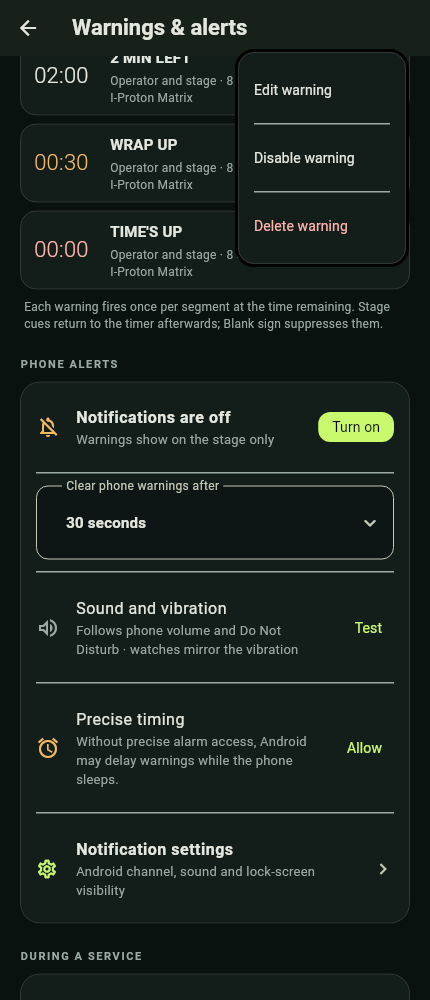 Warnings & alerts
2 MIN LEFT
02:00
Operator and stage · 8
I-Proton Matrix
Edit warning
Disable warning
Delete warning
WRAP UP
00:30
Operator and stage · 8
I-Proton Matrix
TIME'S UP
00:00
Operator and stage · 8
I-Proton Matrix
Each warning fires once per segment at the time remaining. Stage
cues return to the timer afterwards; Blank sign suppresses them.
PHONE ALERTS
Notifications are off
Warnings show on the stage only
Turn on
Clear phone warnings after
30 seconds
Sound and vibration
Follows phone volume and Do Not
Disturb · watches mirror the vibration
Test
Precise timing
Without precise alarm access, Android
may delay warnings while the phone
sleeps.
Allow
Notification settings
Android channel, sound and lock-screen
visibility
DURING A SERVICE